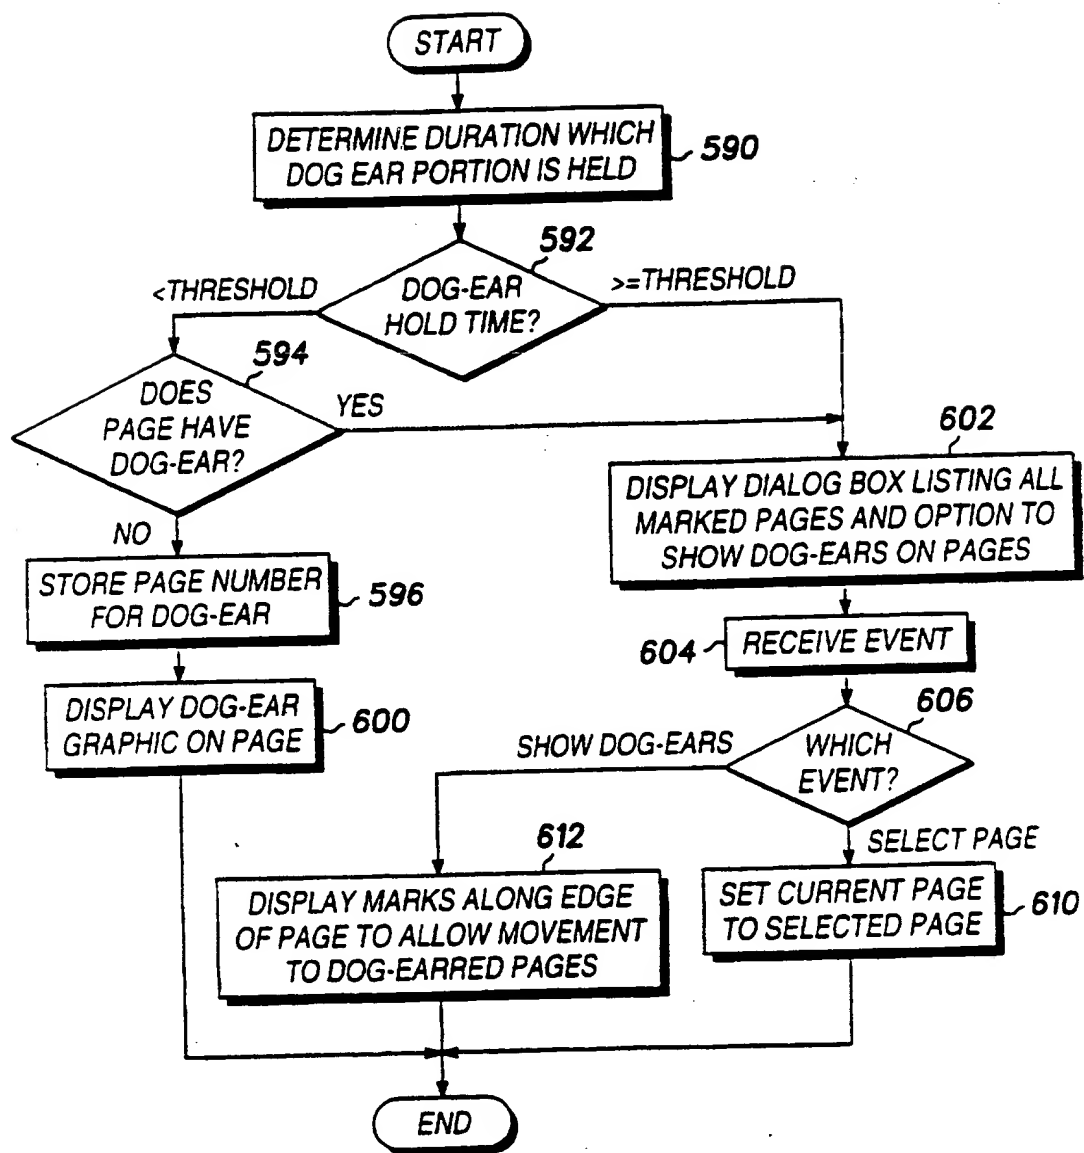 START
DETERMINE DURATION WHICH
DOG EAR PORTION IS HELD
590
592
<THRESHOLD
DOG-EAR
HOLD TIME?
>=THRESHOLD
594
DOES
PAGE HAVE
DOG-EAR?
YES
NO
602
DISPLAY DIALOG BOX LISTING ALL
MARKED PAGES AND OPTION TO
SHOW DOG-EARS ON PAGES
STORE PAGE NUMBER
FOR DOG-EAR
596
604
RECEIVE EVENT
DISPLAY DOG-EAR
GRAPHIC ON PAGE
600
606
SHOW DOG-EARS
WHICH
EVENT?
SELECT PAGE
612
DISPLAY MARKS ALONG EDGE
OF PAGE TO ALLOW MOVEMENT
TO DOG-EARRED PAGES
SET CURRENT PAGE
TO SELECTED PAGE
610
END